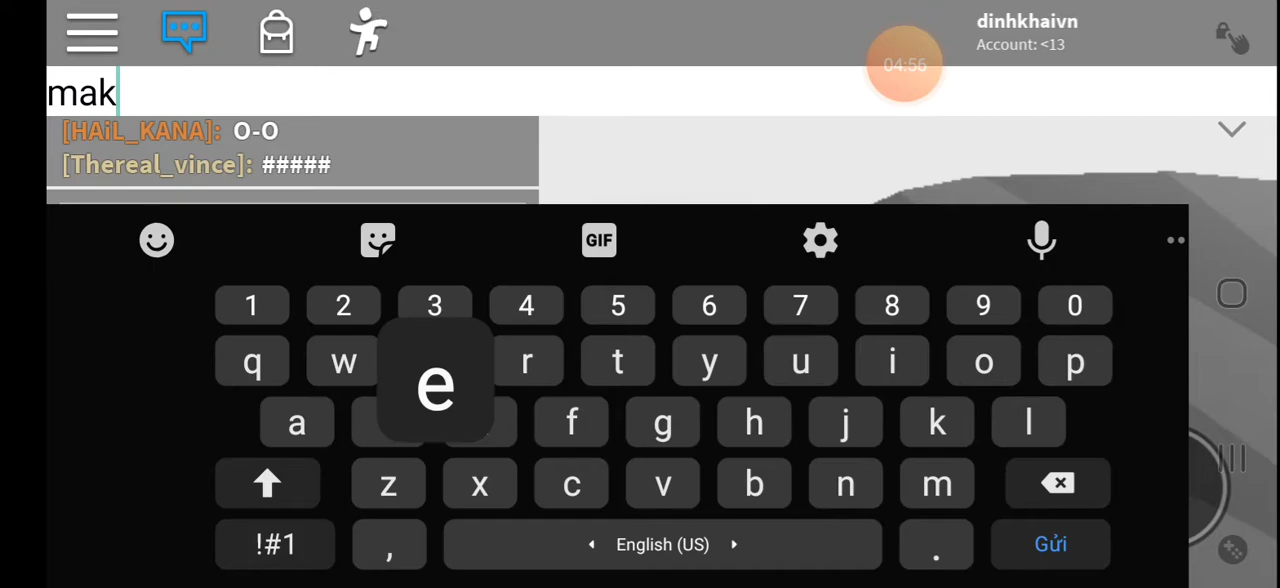 dinhkhaivn
Account: <13
04:56
mak
[HAiL_KANA]: O-O
[Thereal_vince]: #####
GIF
1 2 3 4 5 6 7 8 9 0
q w e r t y u i o p
a f g h j k l
z x c v b n m
!#1 , English (US) . Gửi